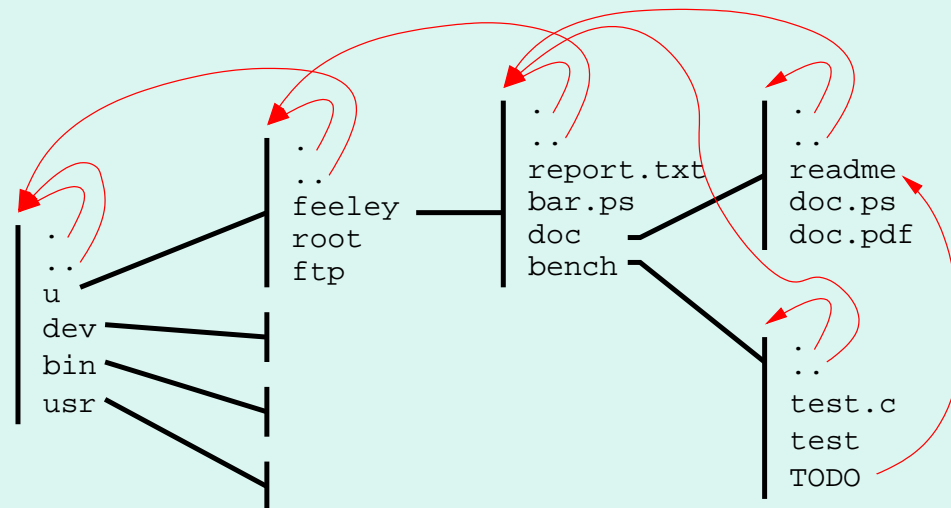 .
..
u
dev
bin
usr
.
..
feeley
root
ftp
.
..
report.txt
bar.ps
doc
bench
.
..
readme
doc.ps
doc.pdf
.
..
test.c
test
TODO